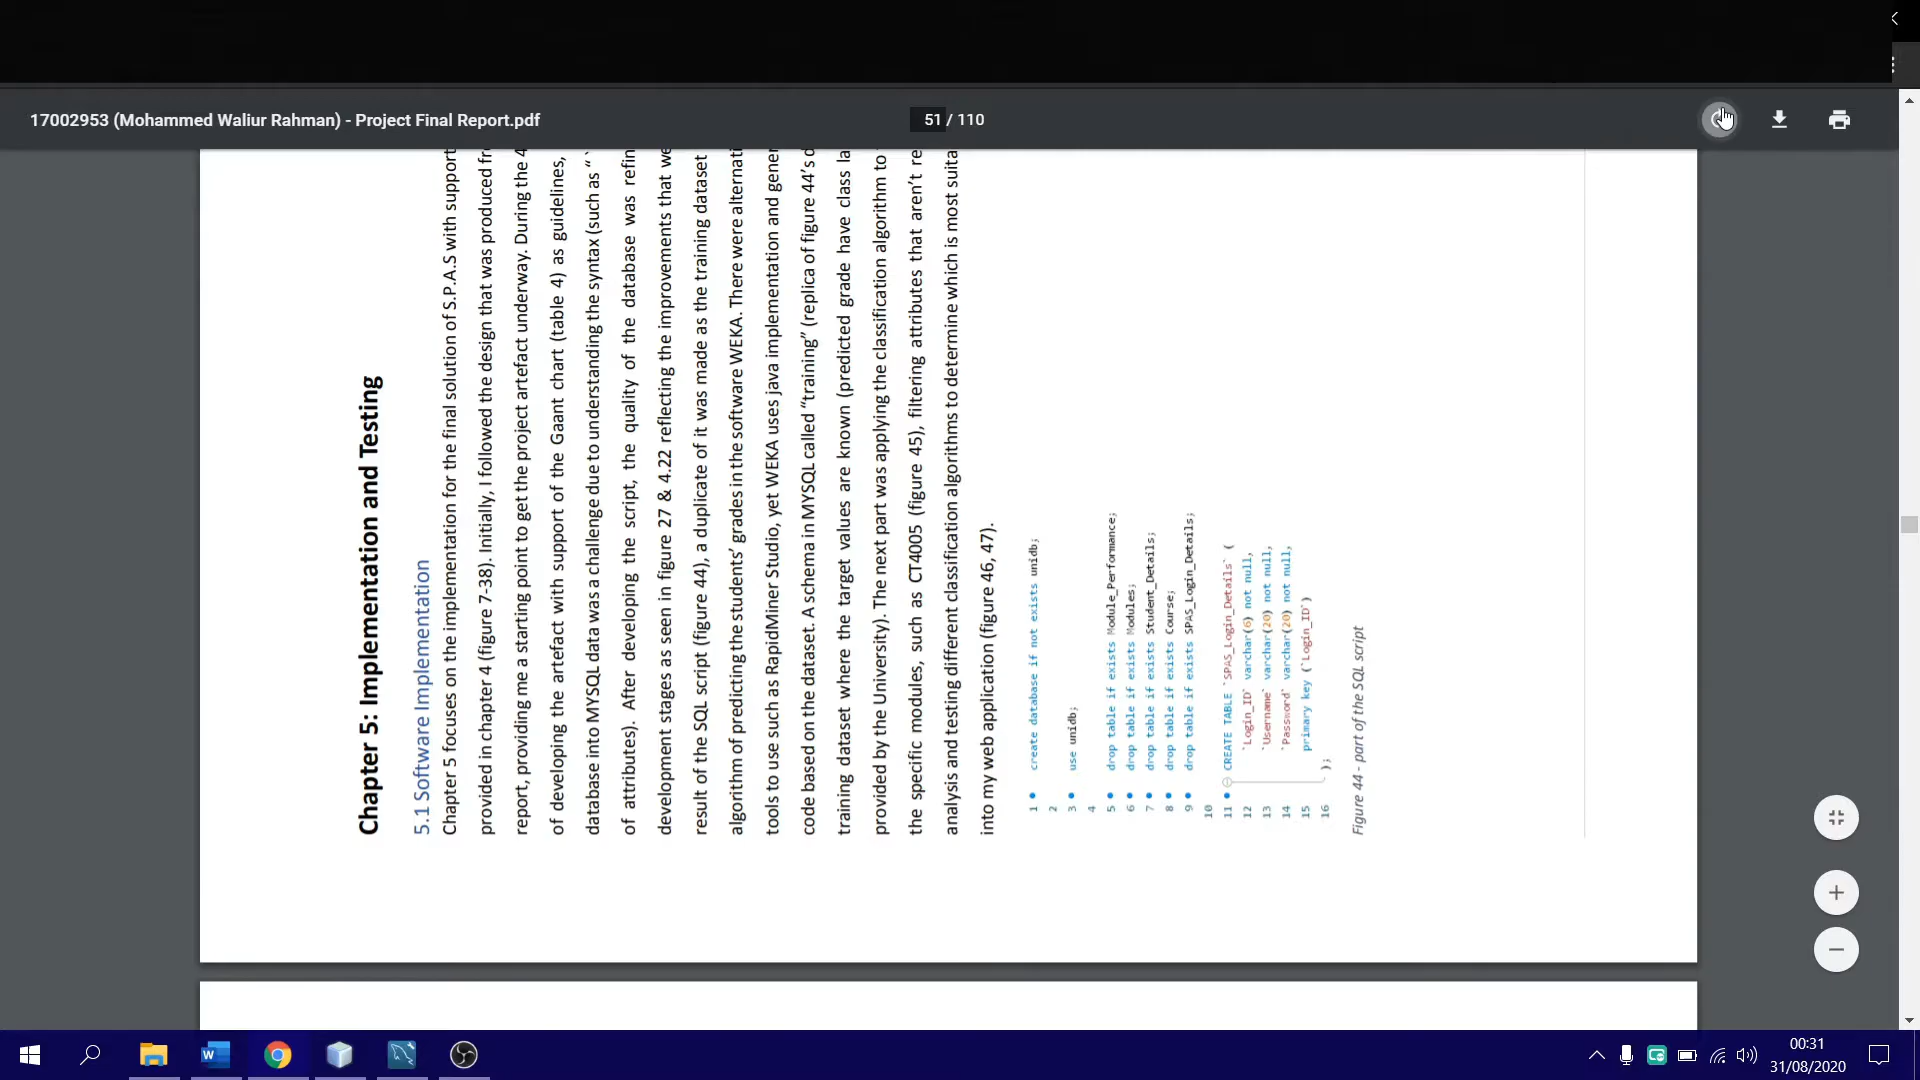 17002953 (Mohammed Waliur Rahman) - Project Final Report.pdf
51 / 110
Chapter 5: Implementation and Testing
5.1 Software Implementation
Chapter 5 focuses on the implementation for the final solution of S.P.A.S with support
provided in chapter 4 (figure 7-38). Initially, I followed the design that was produced
report, providing me a starting point to get the project artefact underway. During the 4
of developing the artefact with support of the Gaant chart (table 4) as guidelines,
database into MYSQL data was a challenge due to understanding the syntax (such as "
of attributes). After developing the script, the quality of the database was
development stages as seen in figure 27 & 4.22 reflecting the improvements that
result of the SQL script (figure 44), a duplicate of it was made as the training dataset
algorithm of predicting the students' grades in the software WEKA. There were
tools to use such as RapidMiner Studio, yet WEKA uses java implementation and
code based on the dataset. A schema in MYSQL called "training" (replica of figure 44's
training dataset where the target values are known (predicted grade have class
provided by the University). The next part was applying the classification algorithm to
the specific modules, such as CT4005 (figure 45), filtering attributes that aren't
analysis and testing different classification algorithms to determine which is most
into my web application (figure 46, 47).
1 create database if not exists unidb;
2
3 use unidb;
4
5 drop table if exists Module_Performance;
6 drop table if exists Modules;
7 drop table if exists Student_Details;
8 drop table if exists Course;
9 drop table if exists SPAS_Login_Details;
10
11 CREATE TABLE `SPAS_Login_Details` (
12 `Login_ID` varchar(6) not null,
13 `Username` varchar(20) not null,
14 `Password` varchar(20) not null,
15 primary key (`Login_ID`)
16 );
Figure 44 - part of the SQL script
00:31
31/08/2020